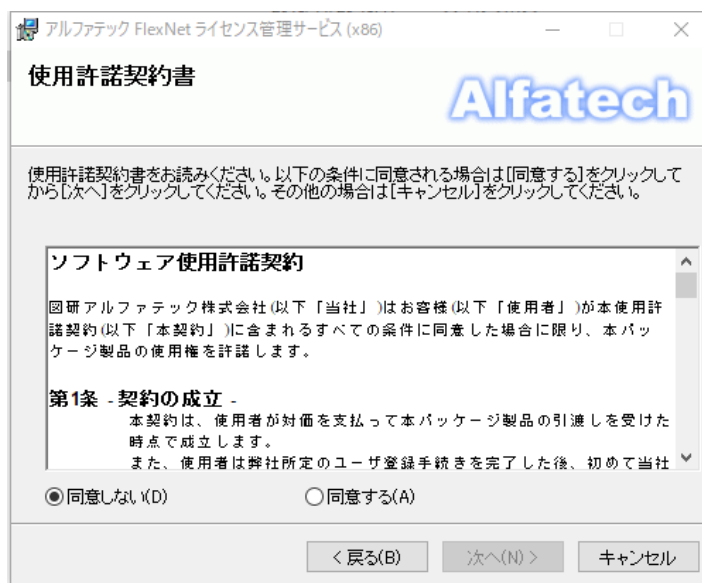 アルファテック FlexNet ライセンス管理サービス (x86)
使用許諾契約書
Alfatech
使用許諾契約書をお読みください。以下の条件に同意される場合は[同意する]をクリックして
から[次へ]をクリックしてください。その他の場合は[キャンセル]をクリックしてください。
ソフトウェア使用許諾契約
図研アルファテック株式会社(以下「当社」)はお客様(以下「使用者」)が本使用許
諾契約(以下「本契約」)に含まれるすべての条件に同意した場合に限り、本パッ
ケージ製品の使用権を許諾します。
第1条 - 契約の成立 -
本契約は、使用者が対価を支払って本パッケージ製品の引渡しを受けた
時点で成立します。
また、使用者は弊社所定のユーザ登録手続きを完了した後、初めて当社
同意しない(D)
同意する(A)
< 戻る(B)
次へ(N) >
キャンセル